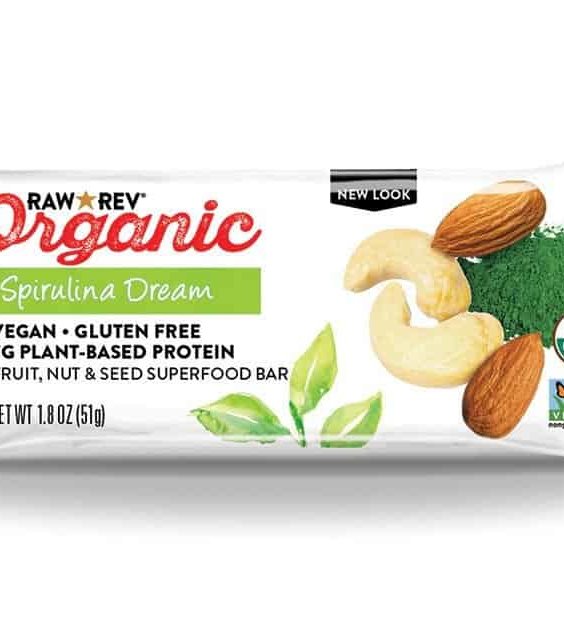 RAW REV®
NEW LOOK
Organic
Spirulina Dream
VEGAN • GLUTEN FREE
G PLANT-BASED PROTEIN
FRUIT, NUT & SEED SUPERFOOD BAR
ET WT 1.8 OZ (51g)